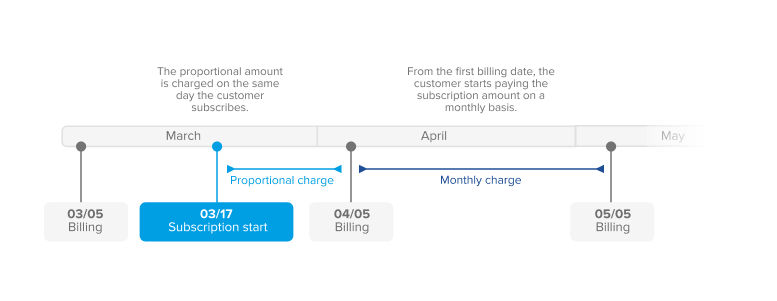 The proportional amount
is charged on the same
day the customer
subscribes.
From the first billing date, the
customer starts paying the
subscription amount on a
monthly basis.
March
April
May
Proportional charge
Monthly charge
03/05
Billing
03/17
Subscription start
04/05
Billing
05/05
Billing